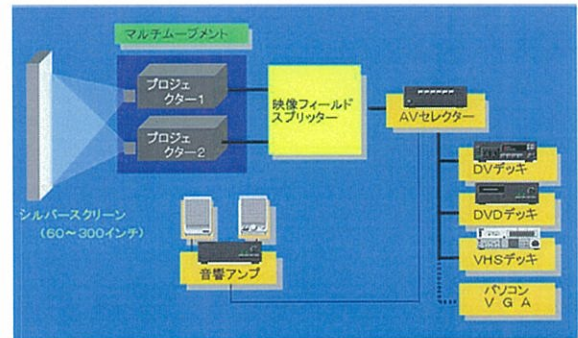 マルチムーブメント
プロジェ
クター1
プロジェ
クター2
映像フィールド
スプリッター
AVセレクター
DVデッキ
DVDデッキ
VHSデッキ
パソコン
VGA
シルバースクリーン
(60～300インチ)
音響アンプ